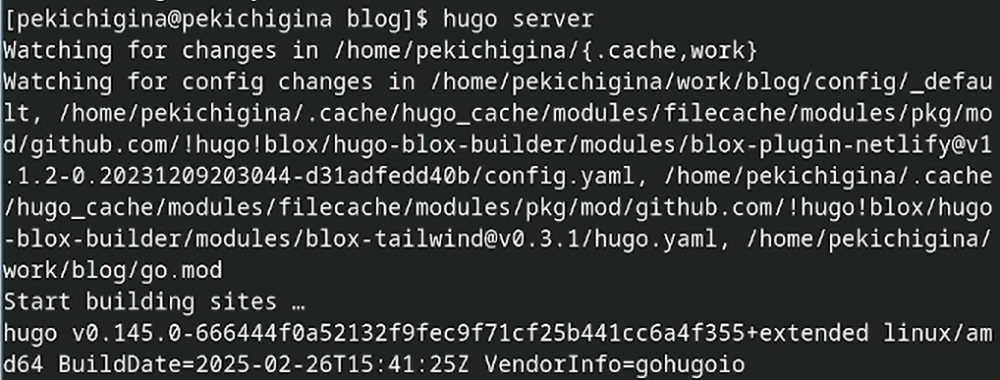 [pekichigina@pekichigina blog]$ hugo server
Watching for changes in /home/pekichigina/{.cache,work}
Watching for config changes in /home/pekichigina/work/blog/config/_defau
lt, /home/pekichigina/.cache/hugo_cache/modules/filecache/modules/pkg/mo
d/github.com/!hugo!blox/hugo-blox-builder/modules/blox-plugin-netlify@v1
.1.2-0.20231209203044-d31adfedd40b/config.yaml, /home/pekichigina/.cache
/hugo_cache/modules/filecache/modules/pkg/mod/github.com/!hugo!blox/hugo
-blox-builder/modules/blox-tailwind@v0.3.1/hugo.yaml, /home/pekichigina/
work/blog/go.mod
Start building sites …
hugo v0.145.0-666444f0a52132f9fec9f71cf25b441cc6a4f355+extended linux/am
d64 BuildDate=2025-02-26T15:41:25Z VendorInfo=gohugoio